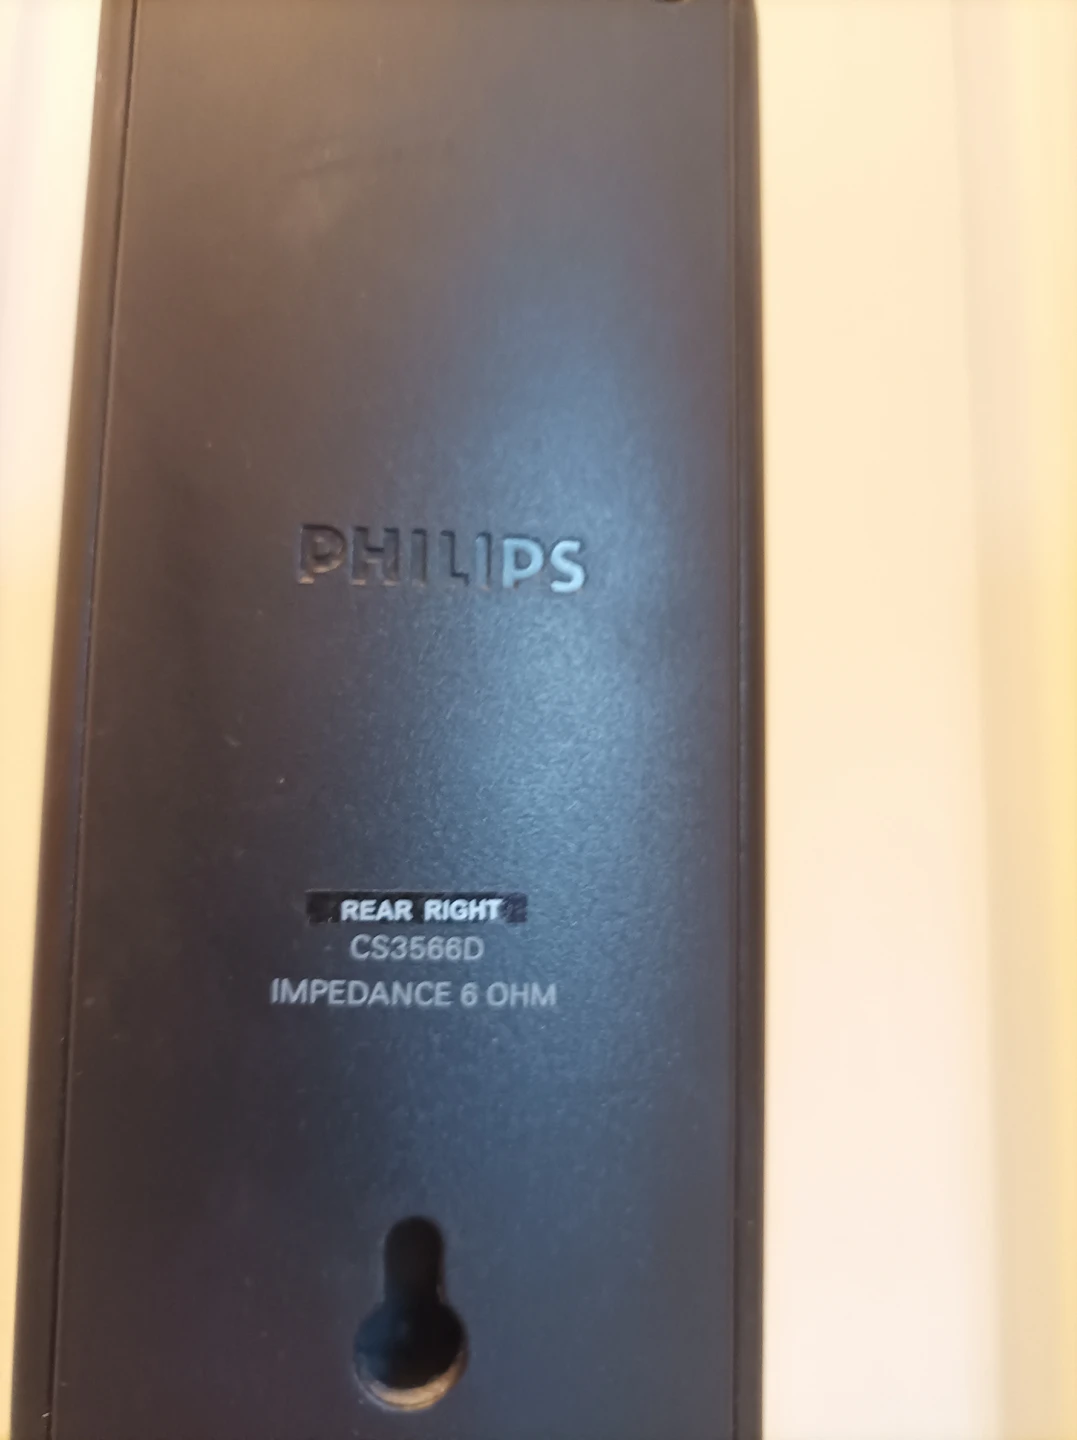 PHILIPS
REAR RIGHT
CS3566D
IMPEDANCE 6 OHM